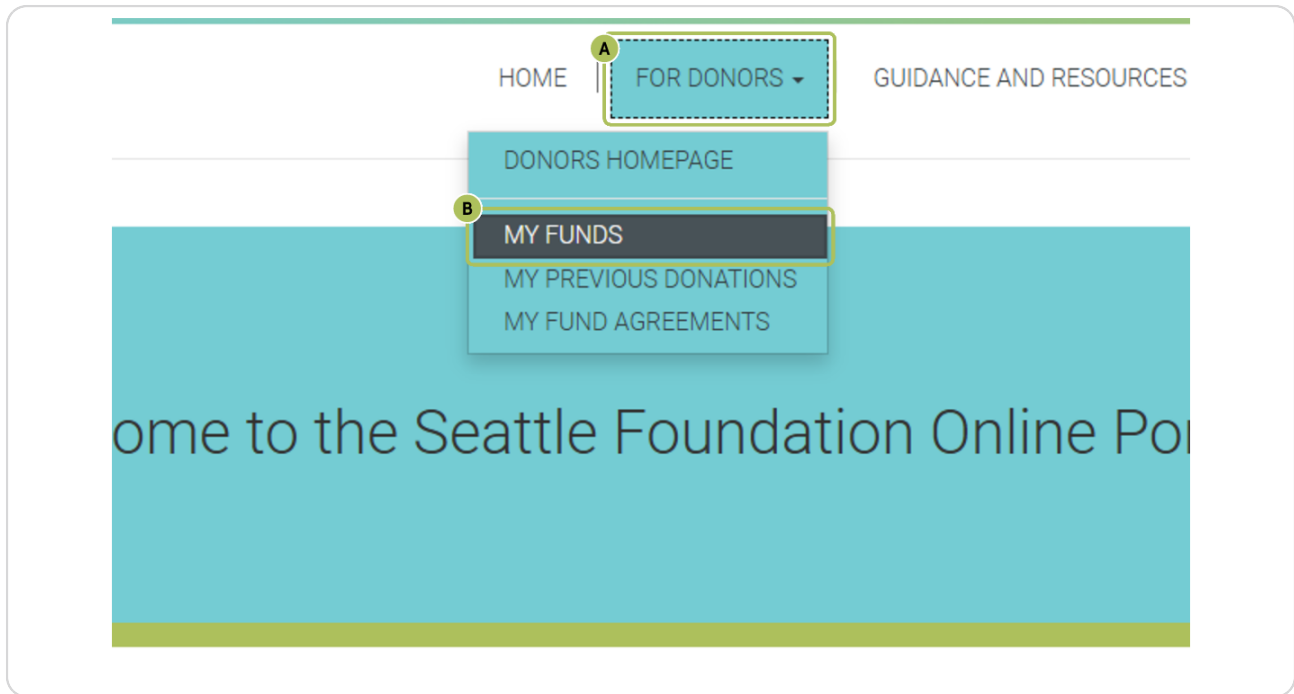 A
HOME | FOR DONORS GUIDANCE AND RESOURCES
DONORS HOMEPAGE
B
MY FUNDS
MY PREVIOUS DONATIONS
MY FUND AGREEMENTS
ome to the Seattle Foundation Online Por